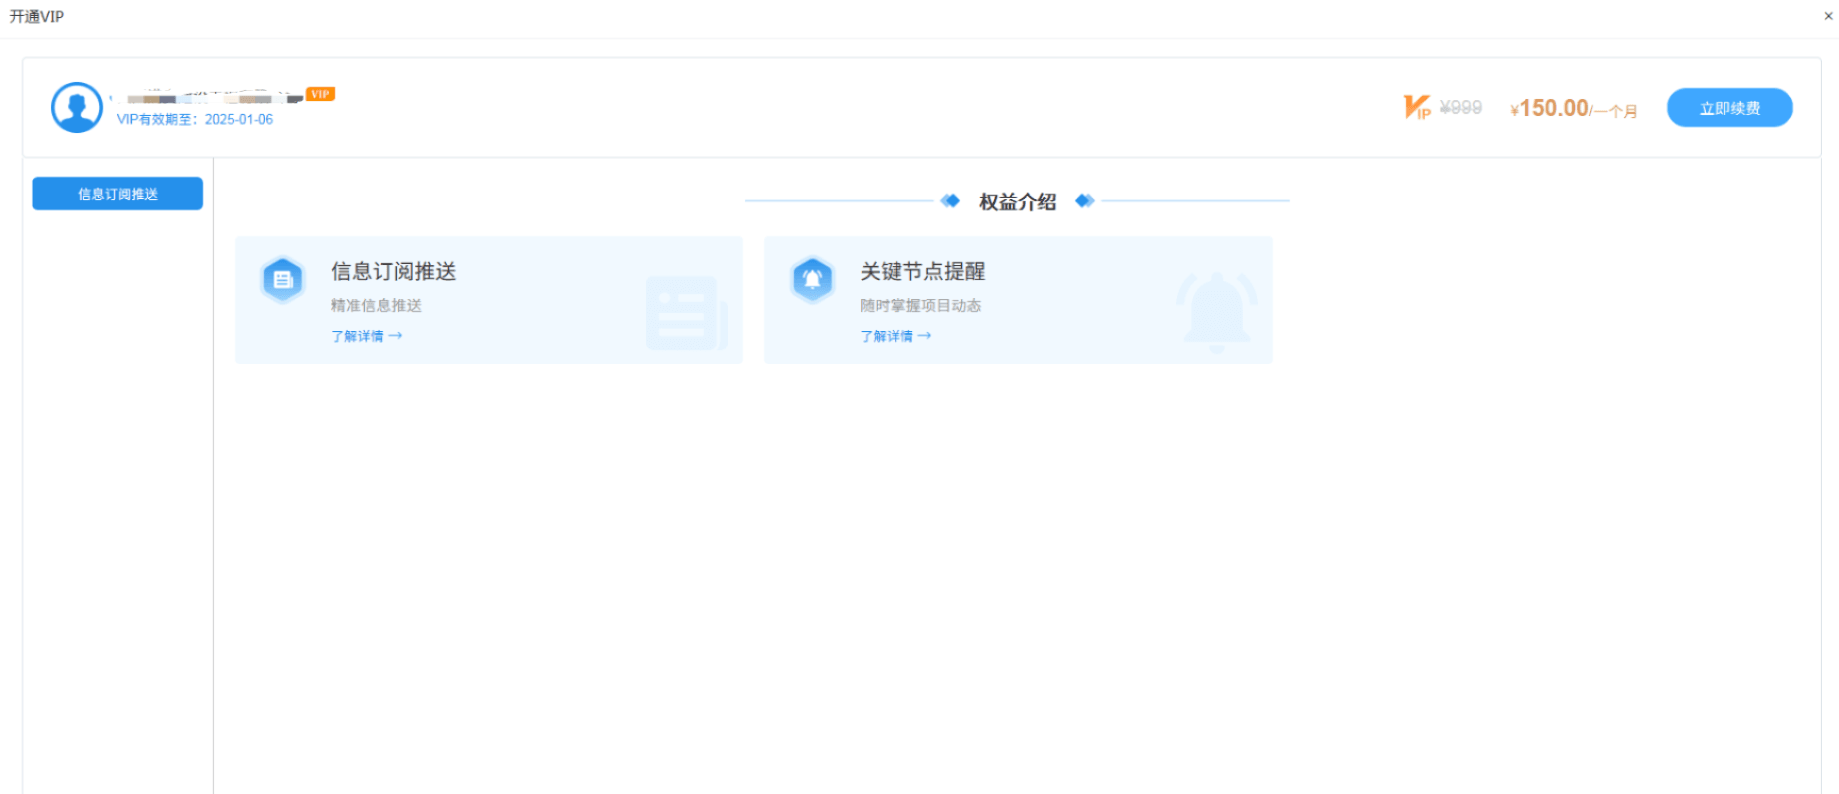 开通VIP
×
VIP
VIP有效期至：2025-01-06
VIP ¥999 ¥150.00/一个月
立即续费
信息订阅推送
权益介绍
信息订阅推送
精准信息推送
了解详情 →
关键节点提醒
随时掌握项目动态
了解详情 →